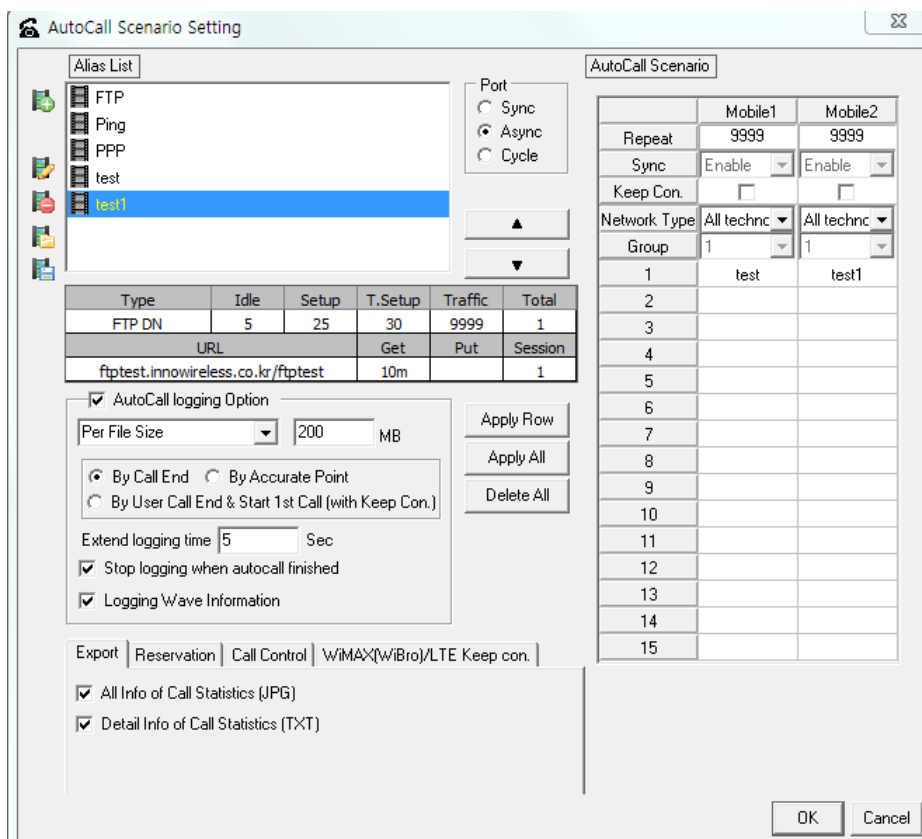 AutoCall Scenario Setting
Alias List
FTP
Ping
PPP
test
test1
Port
Sync
Async
Cycle
▲
▼
Type Idle Setup T.Setup Traffic Total
FTP DN 5 25 30 9999 1
URL Get Put Session
ftptest.innowireless.co.kr/ftptest 10m 1
AutoCall logging Option
Per File Size 200 MB
By Call End By Accurate Point
By User Call End & Start 1st Call (with Keep Con.)
Extend logging time 5 Sec
Stop logging when autocall finished
Logging Wave Information
Apply Row
Apply All
Delete All
Export Reservation Call Control WiMAX(WiBro)/LTE Keep con.
All Info of Call Statistics (JPG)
Detail Info of Call Statistics (TXT)
AutoCall Scenario
Mobile1 Mobile2
Repeat 9999 9999
Sync Enable Enable
Keep Con.
Network Type All technc All technc
Group 1 1
1 test test1
2
3
4
5
6
7
8
9
10
11
12
13
14
15
OK Cancel